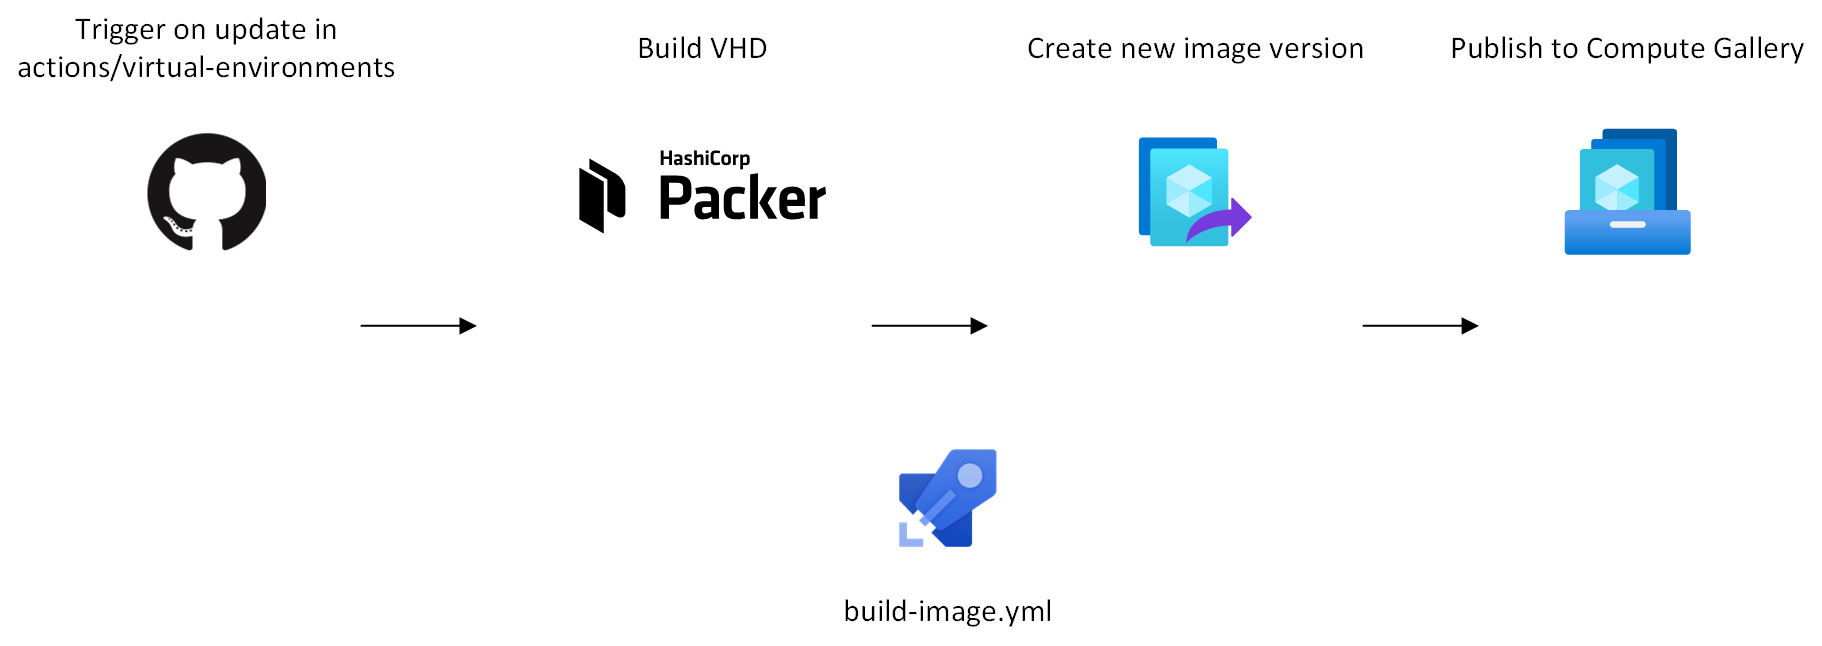 Trigger on update in
actions/virtual-environments
Build VHD
Create new image version
Publish to Compute Gallery
HashiCorp
Packer
build-image.yml